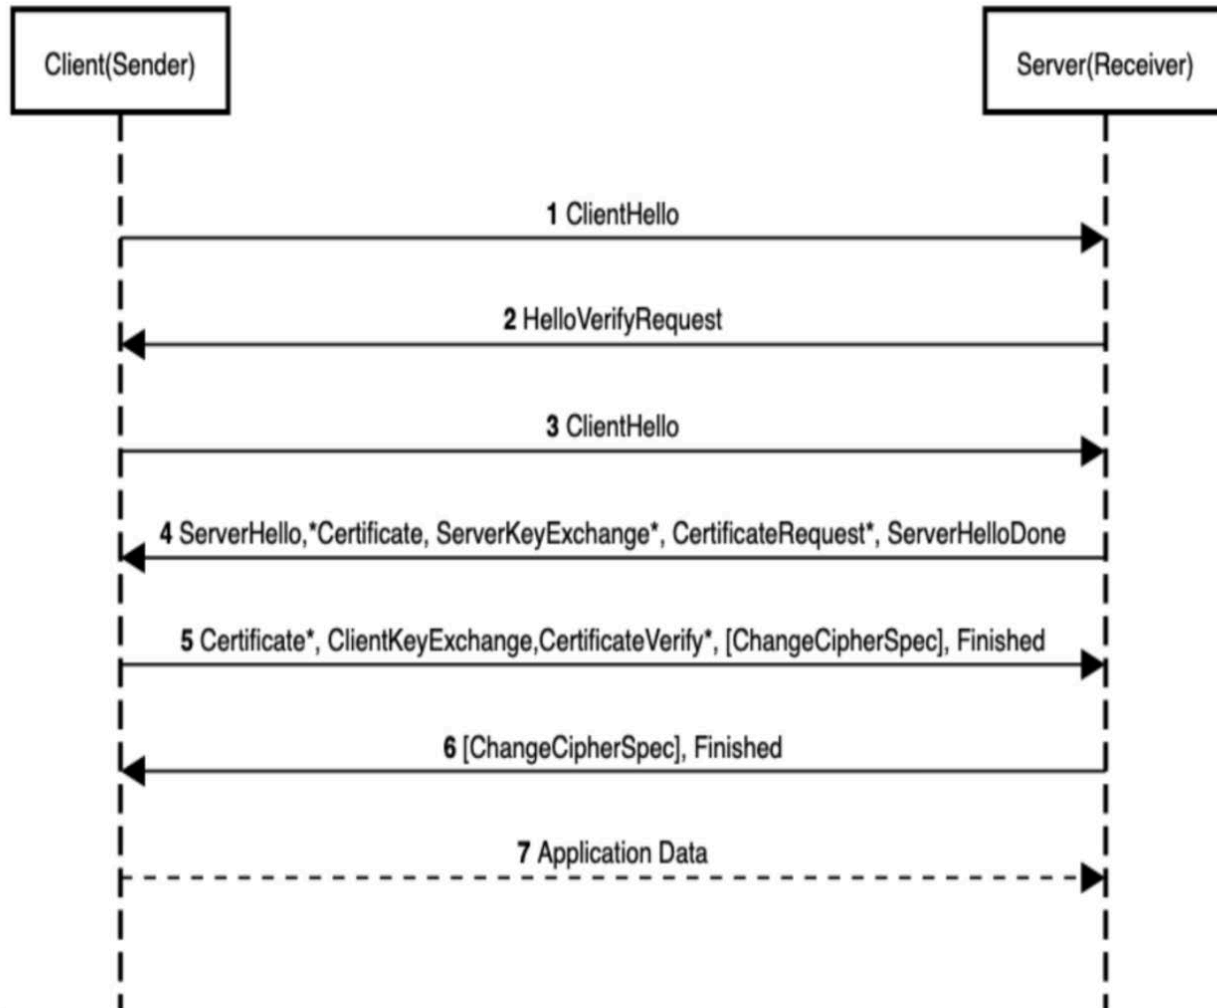 Client(Sender)
Server(Receiver)
1 ClientHello
2 HelloVerifyRequest
3 ClientHello
4 ServerHello,*Certificate, ServerKeyExchange*, CertificateRequest*, ServerHelloDone
5 Certificate*, ClientKeyExchange,CertificateVerify*, [ChangeCipherSpec], Finished
6 [ChangeCipherSpec], Finished
7 Application Data